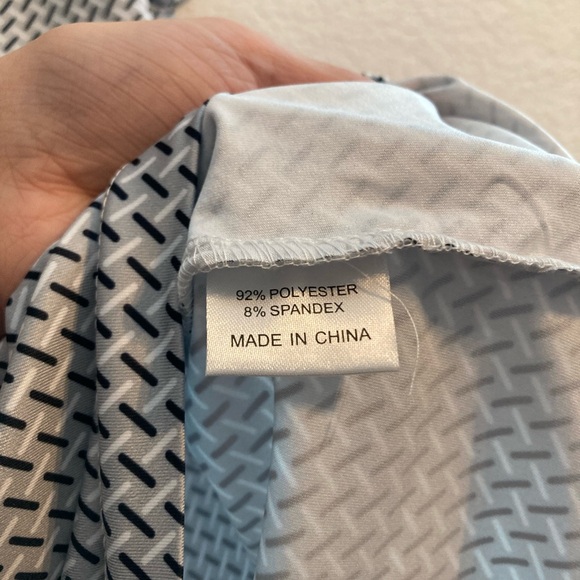 92% POLYESTER
8% SPANDEX
MADE IN CHINA